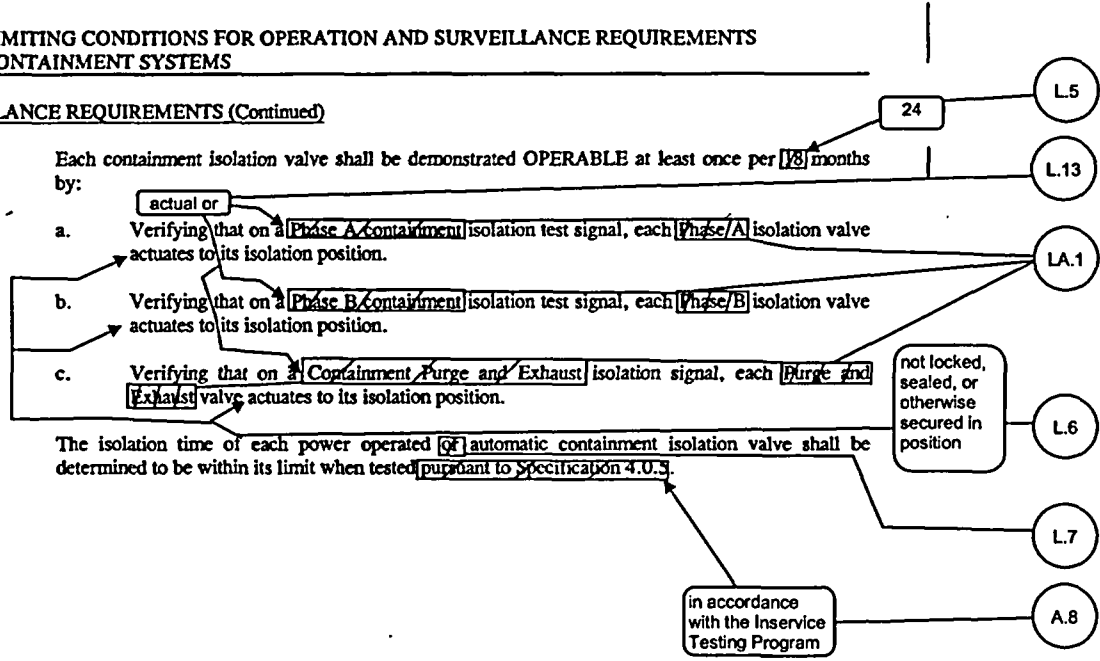 IMITING CONDITIONS FOR OPERATION AND SURVEILLANCE REQUIREMENTS
ONTAINMENT SYSTEMS
LANCE REQUIREMENTS (Continued)
24
L.5
Each containment isolation valve shall be demonstrated OPERABLE at least once per 18 months
by:
L.13
actual or
a. Verifying that on a Phase A containment isolation test signal, each Phase A isolation valve
actuates to its isolation position.
LA.1
b. Verifying that on a Phase B containment isolation test signal, each Phase B isolation valve
actuates to its isolation position.
c. Verifying that on a Containment Purge and Exhaust isolation signal, each Purge and
Exhaust valve actuates to its isolation position.
not locked,
sealed, or
otherwise
secured in
position
L.6
The isolation time of each power operated or automatic containment isolation valve shall be
determined to be within its limit when tested pursuant to Specification 4.0.5.
L.7
in accordance
with the Inservice
Testing Program
A.8